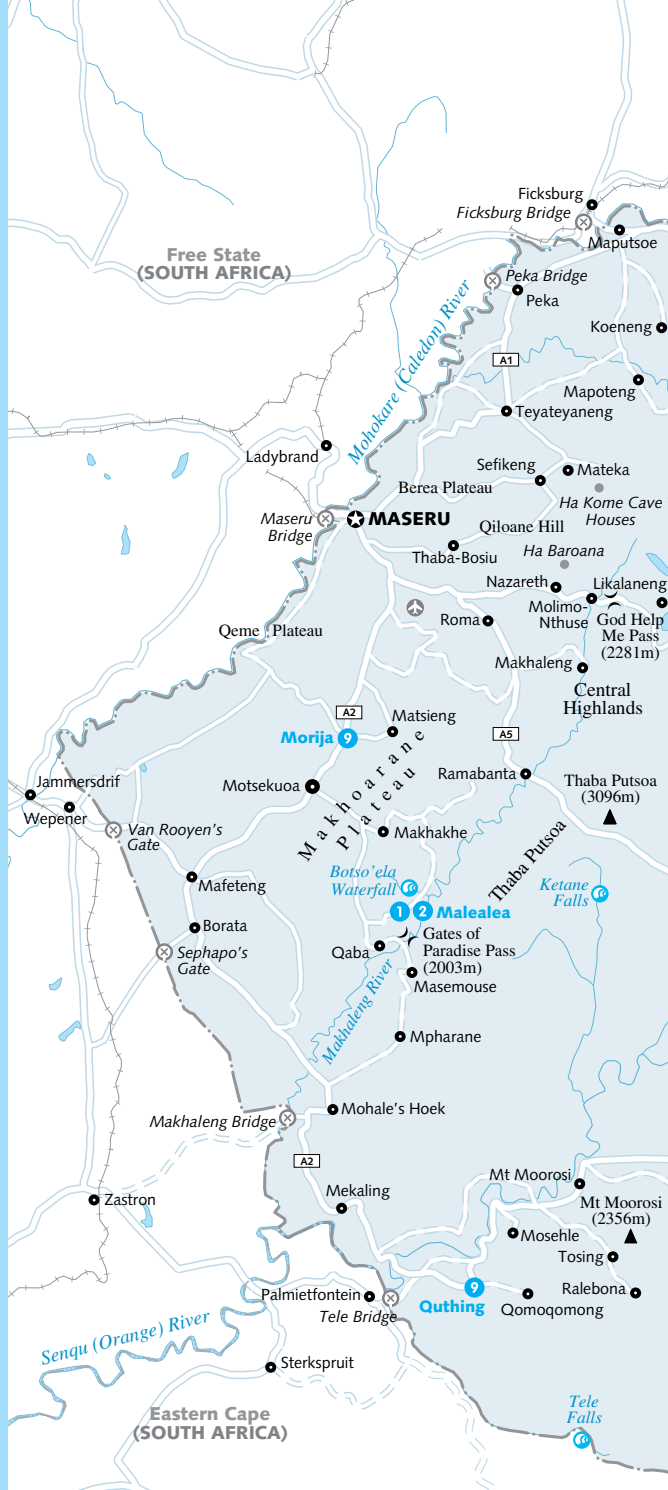 Ficksburg
Ficksburg Bridge
Maputsoe
Free State
(SOUTH AFRICA)
Peka Bridge
Peka
Mohokare (Caledon) River
Koeneng
A1
Mapoteng
Teyateyaneng
Ladybrand
Sefikeng
Mateka
Berea Plateau
Ha Kome Cave
Houses
Maseru
Bridge
MASERU
Qiloane Hill
Thaba-Bosiu
Ha Baroana
Nazareth
Likalaneng
Molimo-
Nthuse
God Help
Me Pass
(2281m)
Roma
Qeme Plateau
Makhaleng
Central
Highlands
A2
Matsieng
Morija
9
A5
Makhoarane
Plateau
Ramabanta
Jammersdrif
Motsekuoa
Thaba Putsoa
(3096m)
Wepener
Van Rooyen's
Gate
Makhakhe
Thaba Putsoa
Botso'ela
Waterfall
Ketane
Falls
Mafeteng
1
2
Malealea
Borata
Gates of
Paradise Pass
(2003m)
Qaba
Sephapo's
Gate
Masemouse
Makhaleng River
Mpharane
Makhaleng Bridge
Mohale's Hoek
A2
Mt Moorosi
Mekaling
Zastron
Mt Moorosi
(2356m)
Mosehle
Tosing
Palmietfontein
9
Ralebona
Tele Bridge
Quthing
Qomoqomong
Senqu (Orange) River
Sterkspruit
Eastern Cape
(SOUTH AFRICA)
Tele
Falls